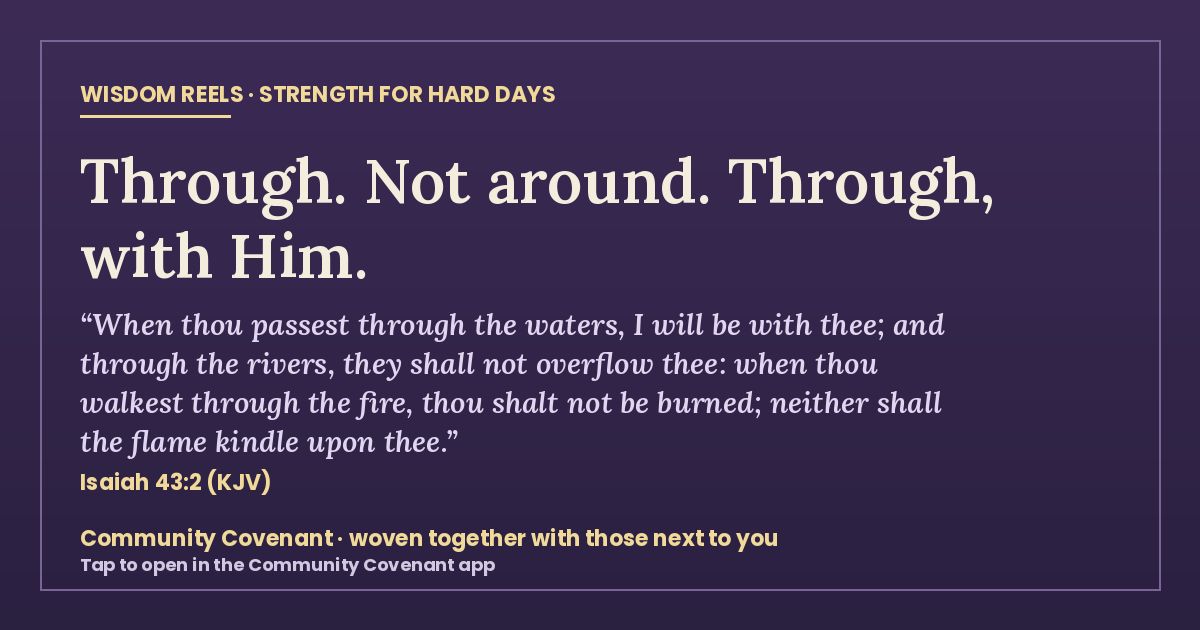 WISDOM REELS · STRENGTH FOR HARD DAYS
Through. Not around. Through,
with Him.
“When thou passest through the waters, I will be with thee; and
through the rivers, they shall not overflow thee: when thou
walkest through the fire, thou shalt not be burned; neither shall
the flame kindle upon thee.”
Isaiah 43:2 (KJV)
Community Covenant · woven together with those next to you
Tap to open in the Community Covenant app